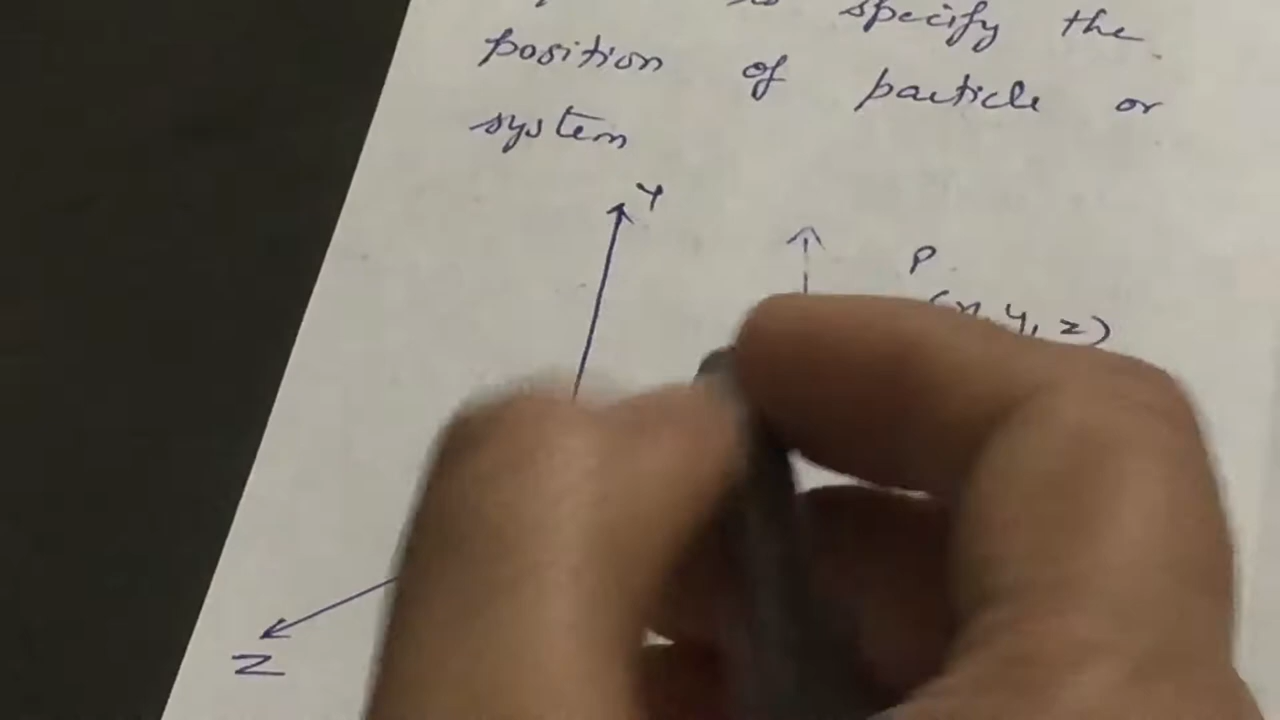 specify the
position of particle or
system
Y
P
(x, y, z)
Z